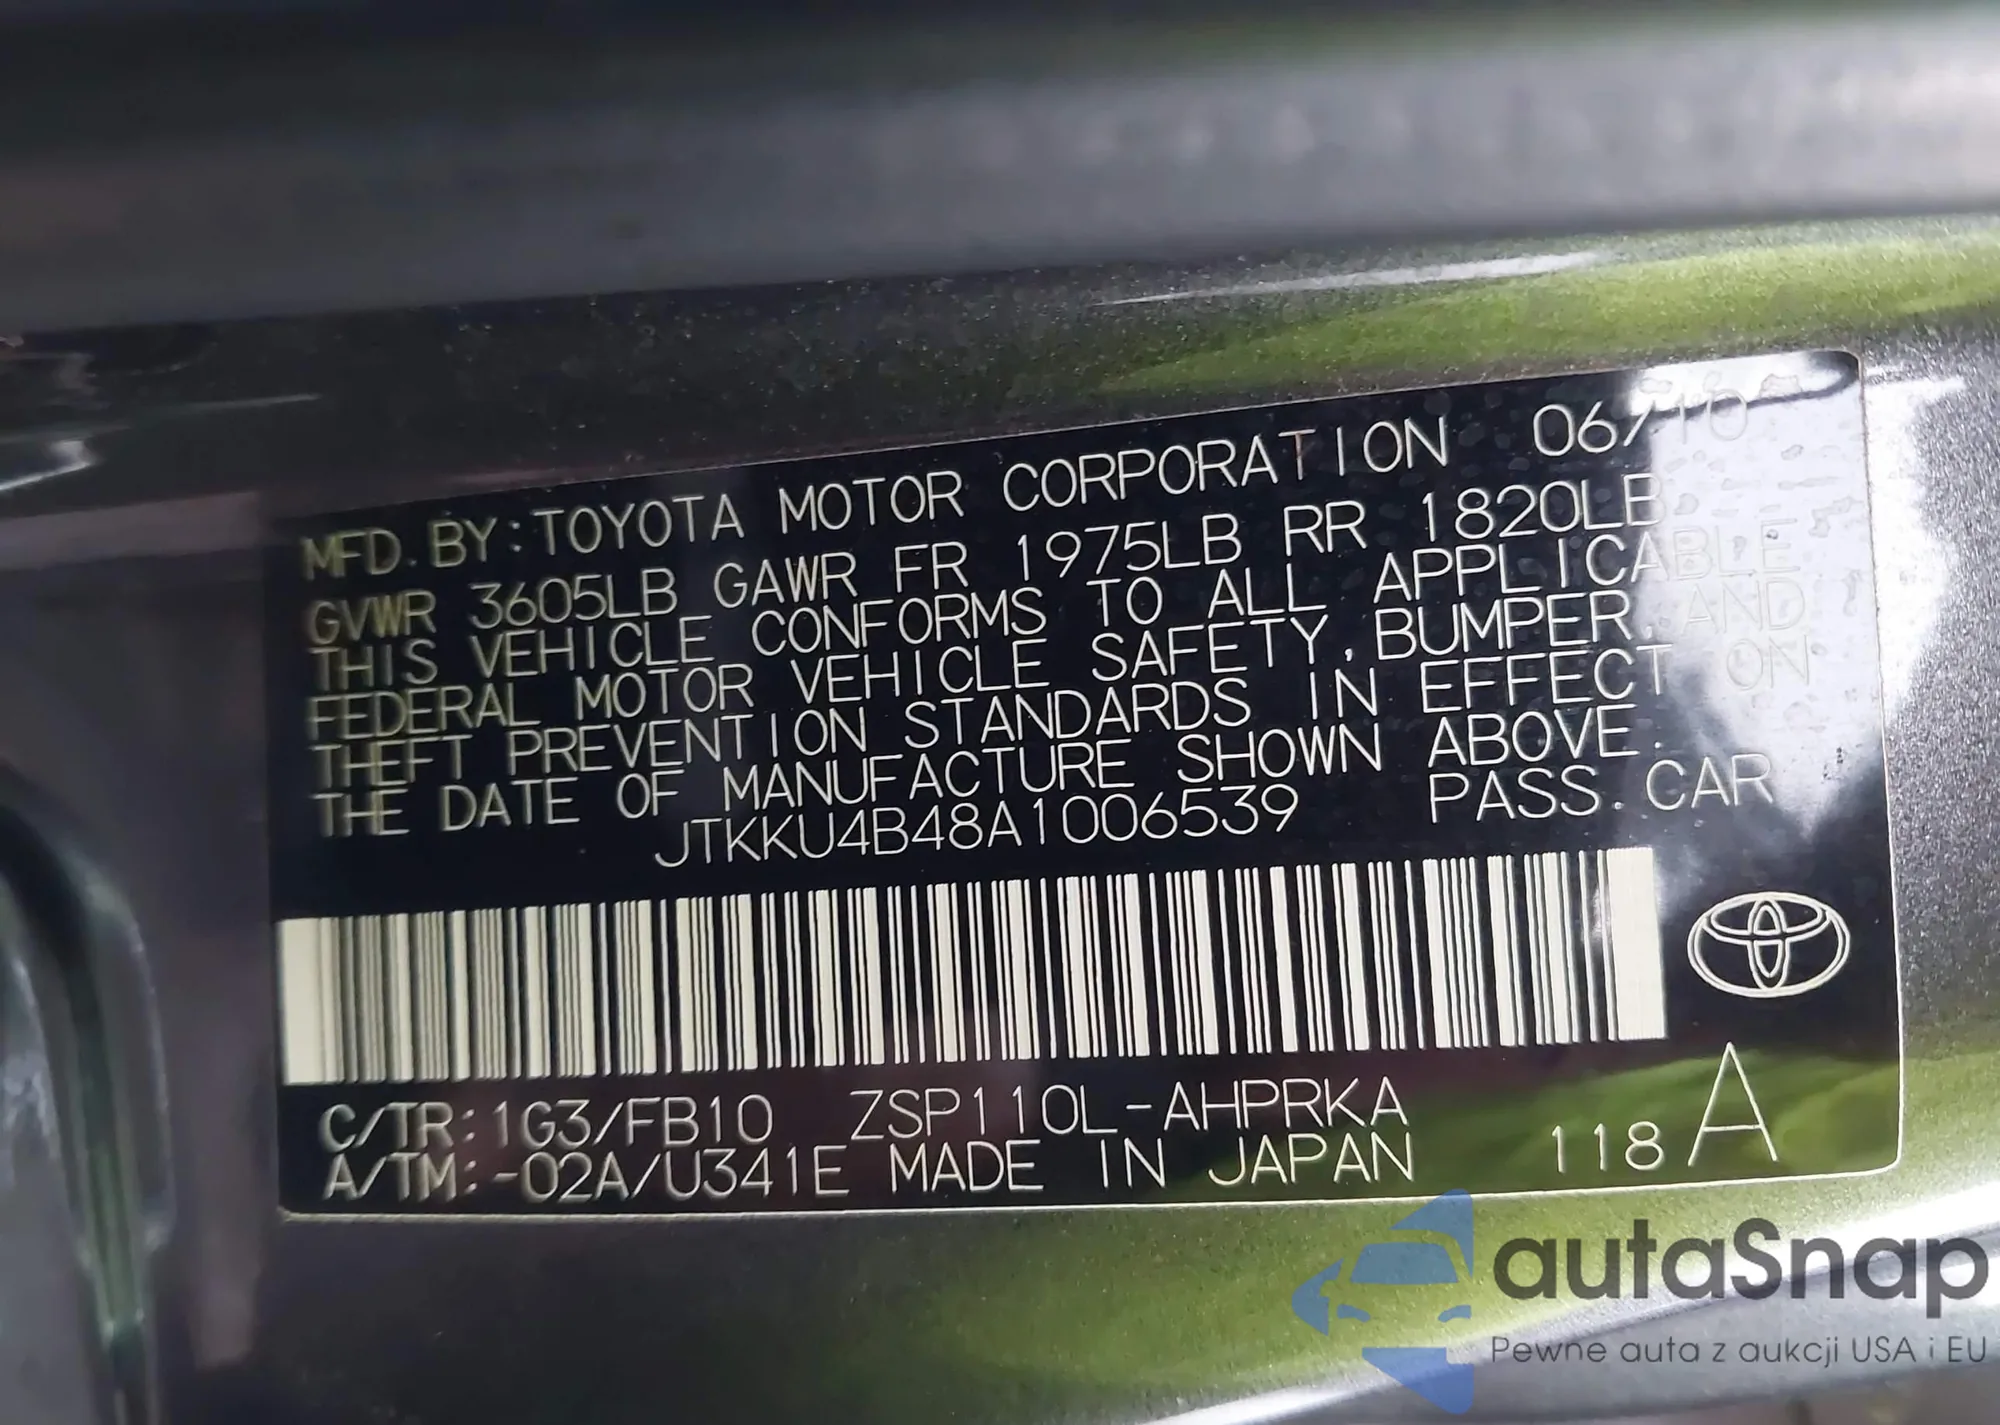 MFD. BY: TOYOTA MOTOR CORPORATION 06/10
GVWR 3605LB GAWR FR 1975LB RR 1820LB
THIS VEHICLE CONFORMS TO ALL APPLICABLE
FEDERAL MOTOR VEHICLE SAFETY, BUMPER, AND
THEFT PREVENTION STANDARDS IN EFFECT ON
THE DATE OF MANUFACTURE SHOWN ABOVE.
JTKKU4B48A1006539 PASS. CAR
C/TR: 1G3/FB10 ZSP110L-AHPRKA
A/TM: -02A/U341E MADE IN JAPAN 118 A
autaSnap
Pewne auta z aukcji USA i EU